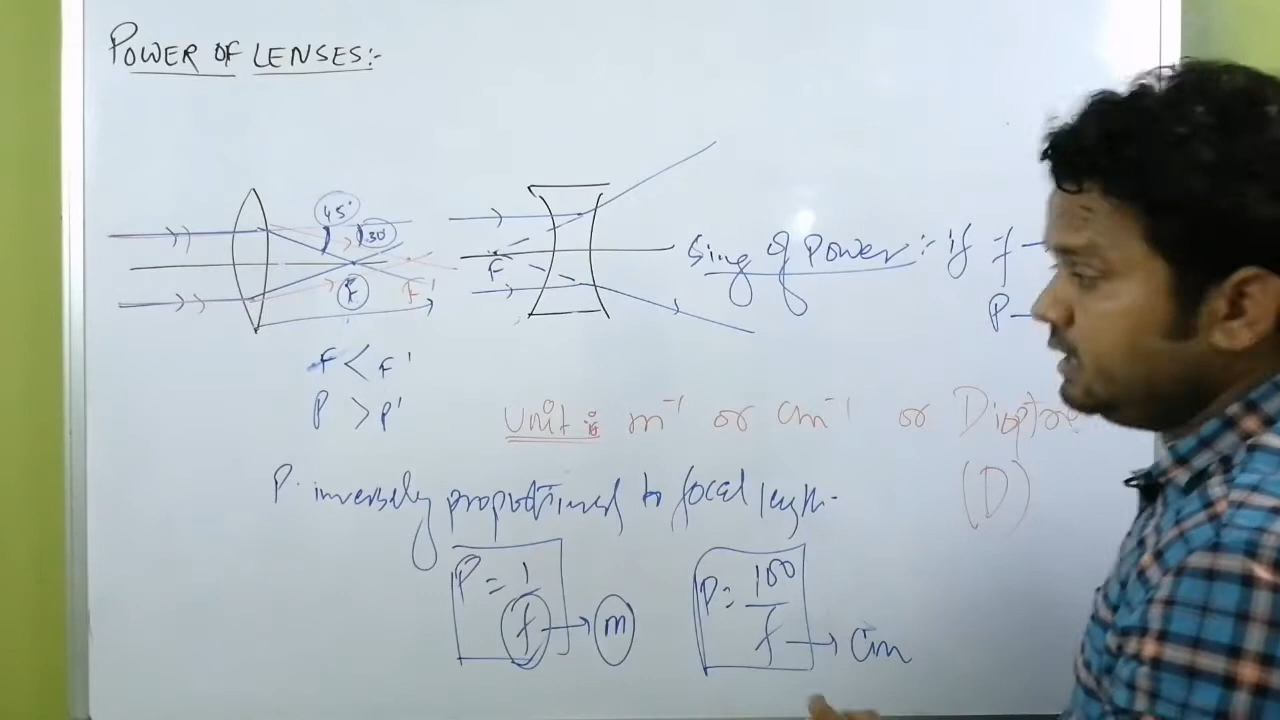 POWER OF LENSES:-
45°
30°
F
F'
F
Sing of Power:- if f
P
F < F'
P > P'
Unit : m⁻¹ or cm⁻¹ or Dioptre
(D)
P. inversely proportional to focal length.
P = 1/f → m
P = 100/f → cm